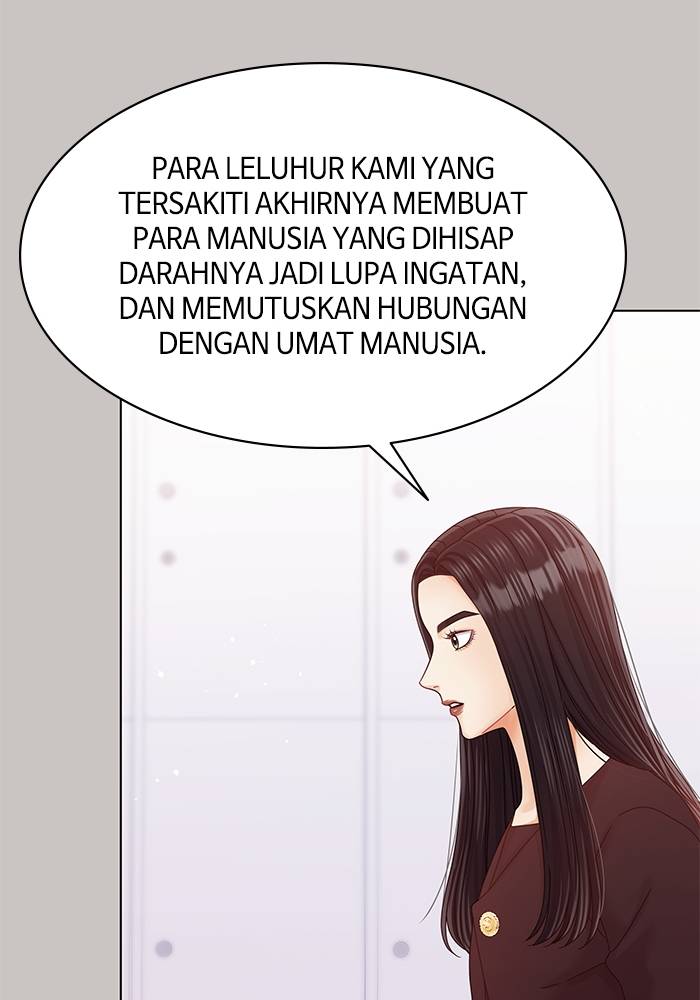 PARA LELUHUR KAMI YANG
TERSAKITI AKHIRNYA MEMBUAT
PARA MANUSIA YANG DIHISAP
DARAHNYA JADI LUPA INGATAN,
DAN MEMUTUSKAN HUBUNGAN
DENGAN UMAT MANUSIA.